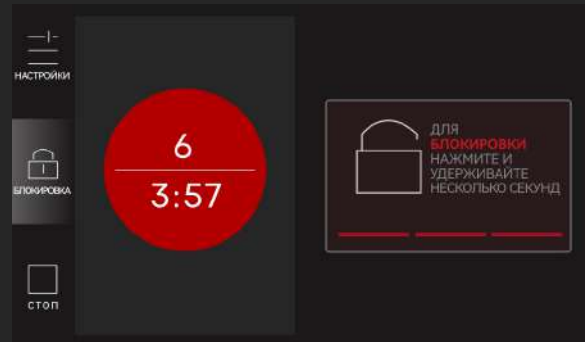 НАСТРОЙКИ
БЛОКИРОВКА
СТОП
6
3:57
ДЛЯ
БЛОКИРОВКИ
НАЖМИТЕ И
УДЕРЖИВАЙТЕ
НЕСКОЛЬКО СЕКУНД